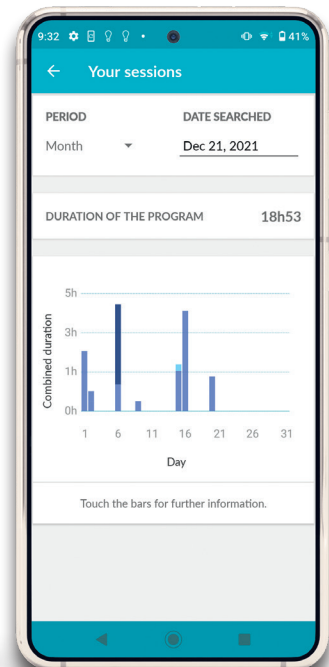 9:32 41%
Your sessions
PERIOD DATE SEARCHED
Month Dec 21, 2021
DURATION OF THE PROGRAM 18h53
5h
3h
1h
0h
Combined duration
1 6 11 16 21 26 31
Day
Touch the bars for further information.